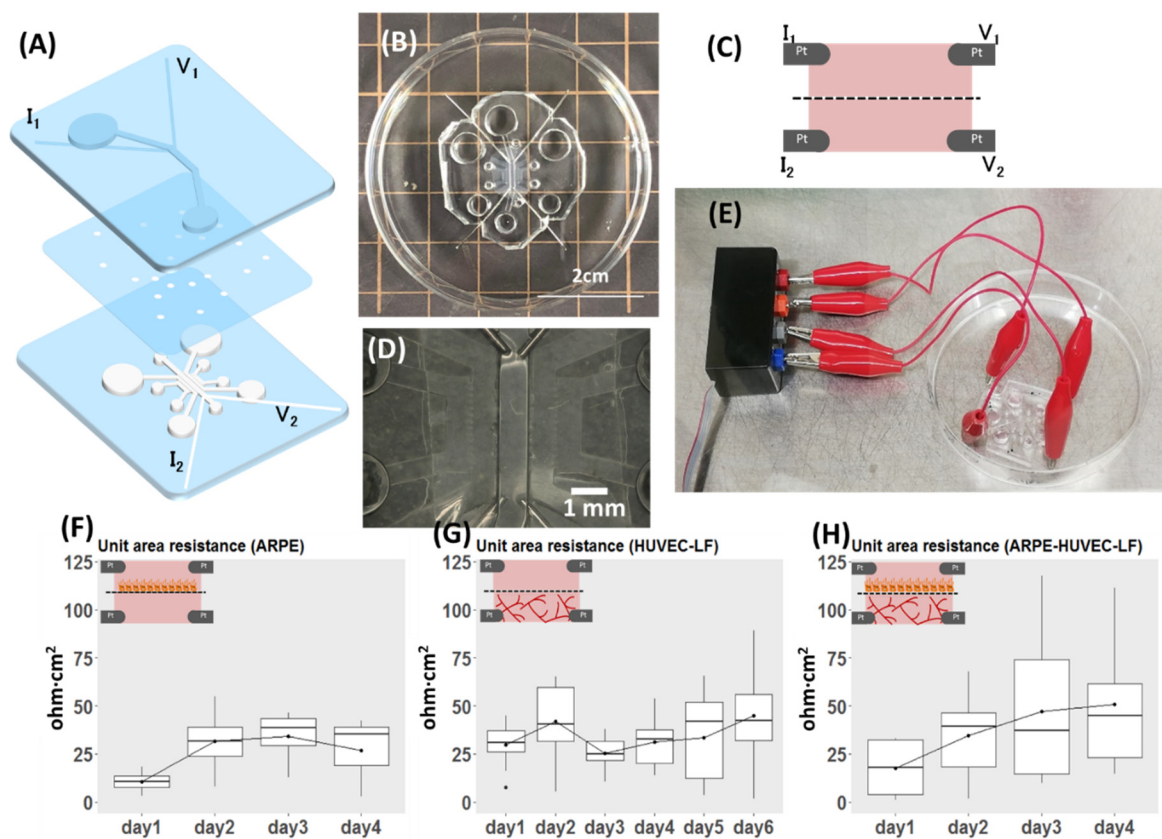 (A)
V1
I1
V2
I2
(B)
2cm
(C)
I1
V1
Pt
Pt
Pt
Pt
I2
V2
(D)
1 mm
(E)
(F)
Unit area resistance (ARPE)
125
100
75
50
25
0
ohm·cm²
Pt
Pt
Pt
Pt
day1 day2 day3 day4
(G)
Unit area resistance (HUVEC-LF)
125
100
75
50
25
0
ohm·cm²
Pt
Pt
Pt
Pt
day1 day2 day3 day4 day5 day6
(H)
Unit area resistance (ARPE-HUVEC-LF)
125
100
75
50
25
0
ohm·cm²
Pt
Pt
Pt
Pt
day1 day2 day3 day4